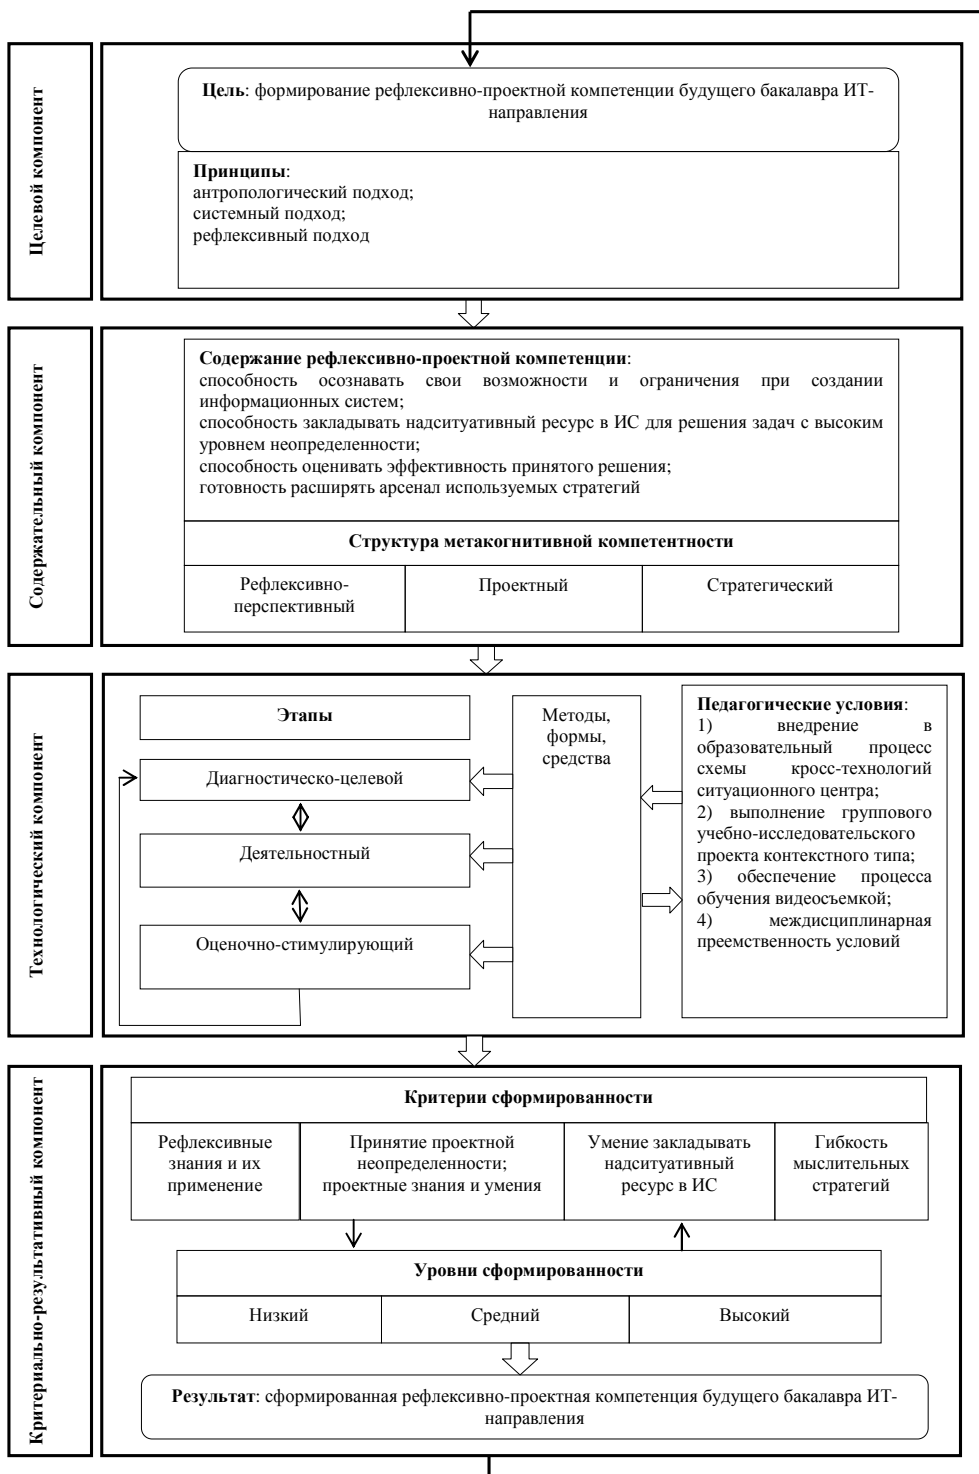 Целевой компонент
Цель: формирование рефлексивно-проектной компетенции будущего бакалавра ИТ-
направления
Принципы:
антропологический подход;
системный подход;
рефлексивный подход
Содержательный компонент
Содержание рефлексивно-проектной компетенции:
способность осознавать свои возможности и ограничения при создании
информационных систем;
способность закладывать надситуативный ресурс в ИС для решения задач с высоким
уровнем неопределенности;
способность оценивать эффективность принятого решения;
готовность расширять арсенал используемых стратегий
Структура метакогнитивной компетентности
Рефлексивно-
перспективный
Проектный
Стратегический
Технологический компонент
Этапы
Диагностическо-целевой
Деятельностный
Оценочно-стимулирующий
Методы,
формы,
средства
Педагогические условия:
1) внедрение в
образовательный процесс
схемы кросс-технологий
ситуационного центра;
2) выполнение группового
учебно-исследовательского
проекта контекстного типа;
3) обеспечение процесса
обучения видеосъемкой;
4) междисциплинарная
преемственность условий
Критериально-результативный компонент
Критерии сформированности
Рефлексивные
знания и их
применение
Принятие проектной
неопределенности;
проектные знания и умения
Умение закладывать
надситуативный
ресурс в ИС
Гибкость
мыслительных
стратегий
Уровни сформированности
Низкий
Средний
Высокий
Результат: сформированная рефлексивно-проектная компетенция будущего бакалавра ИТ-
направления